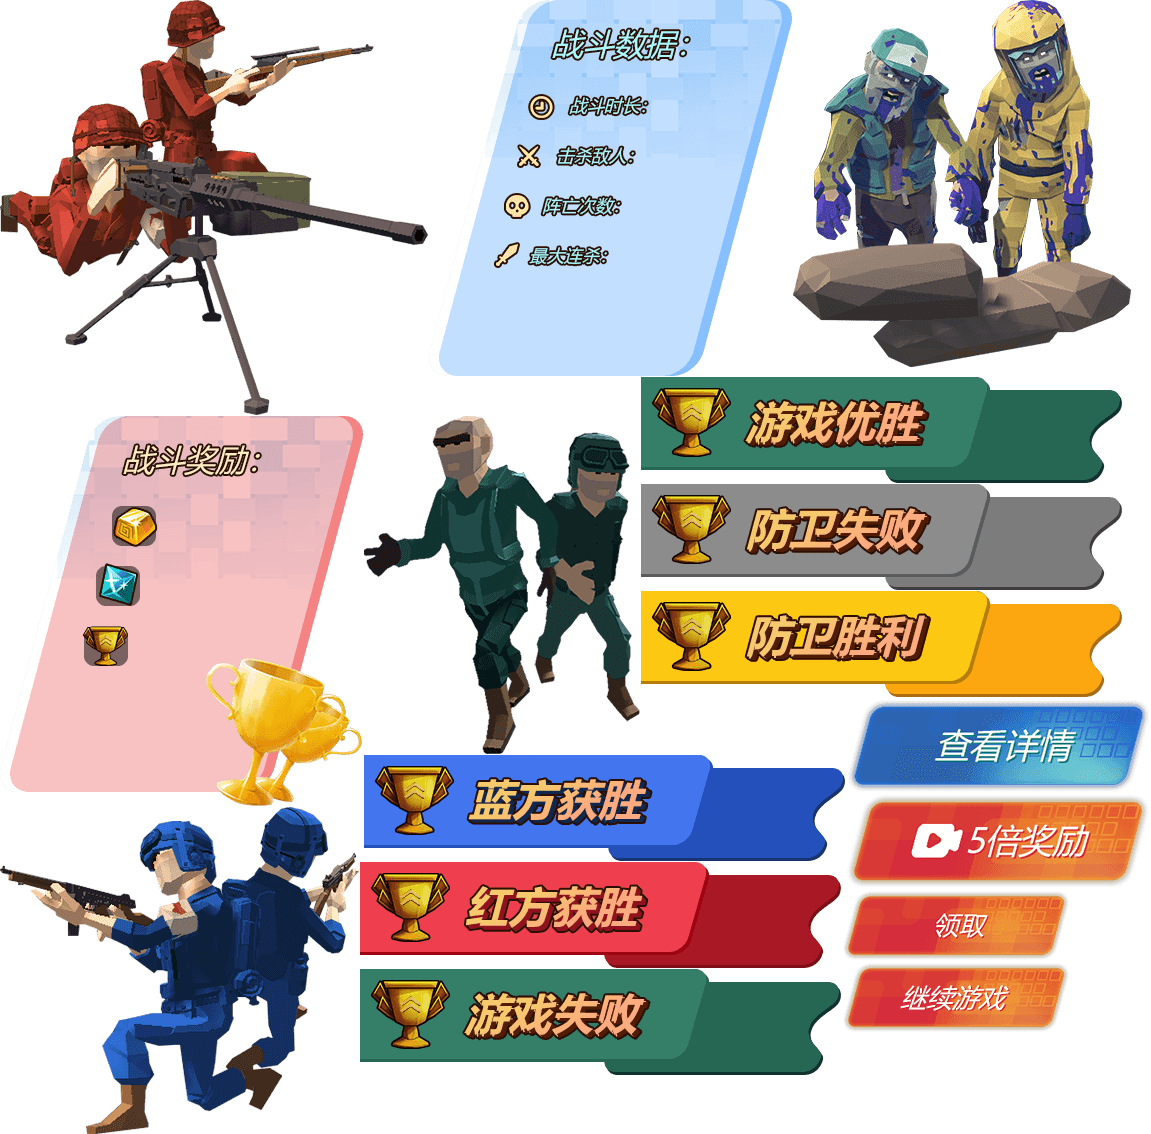 战斗数据：
战斗时长：
击杀敌人：
阵亡次数：
最大连杀：
游戏优胜
防卫失败
防卫胜利
战斗奖励：
查看详情
5倍奖励
领取
继续游戏
蓝方获胜
红方获胜
游戏失败